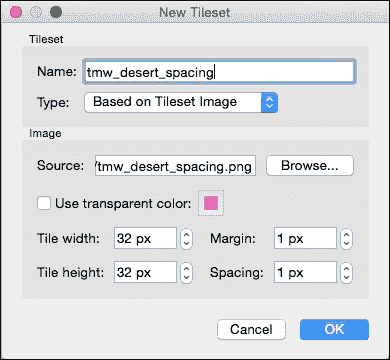 New Tileset
Tileset
Name: tmw_desert_spacing
Type: Based on Tileset Image
Image
Source: /tmw_desert_spacing.png Browse...
Use transparent color:
Tile width: 32 px Margin: 1 px
Tile height: 32 px Spacing: 1 px
Cancel OK